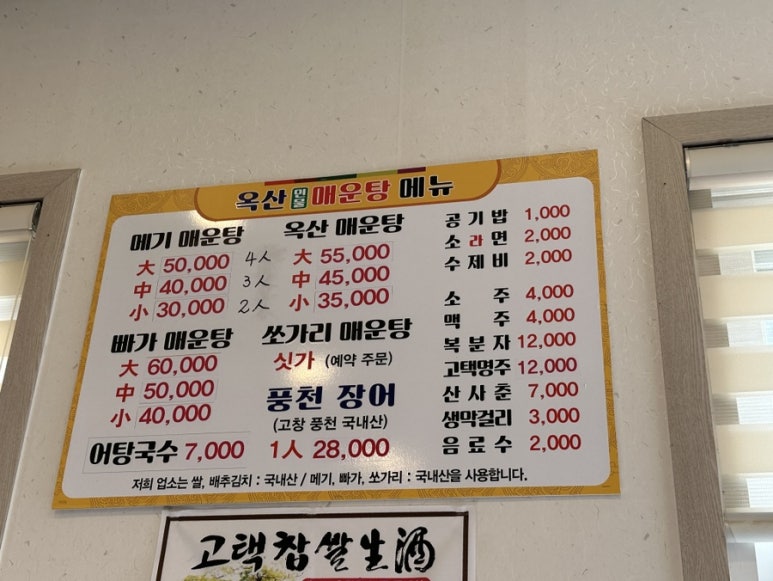 옥산 민물 매운탕 메뉴
메기 매운탕
大 50,000 4人
中 40,000 3人
小 30,000 2人
옥산 매운탕
大 55,000
中 45,000
小 35,000
빠가 매운탕
大 60,000
中 50,000
小 40,000
쏘가리 매운탕
싯가 (예약 주문)
풍천 장어
(고창 풍천 국내산)
1人 28,000
어탕국수 7,000
공기밥 1,000
소라면 2,000
수제비 2,000
소주 4,000
맥주 4,000
복분자 12,000
고택명주 12,000
산사춘 7,000
생막걸리 3,000
음료수 2,000
저희 업소는 쌀, 배추김치 : 국내산 / 메기, 빠가, 쏘가리 : 국내산을 사용합니다.
고택찹쌀生酒